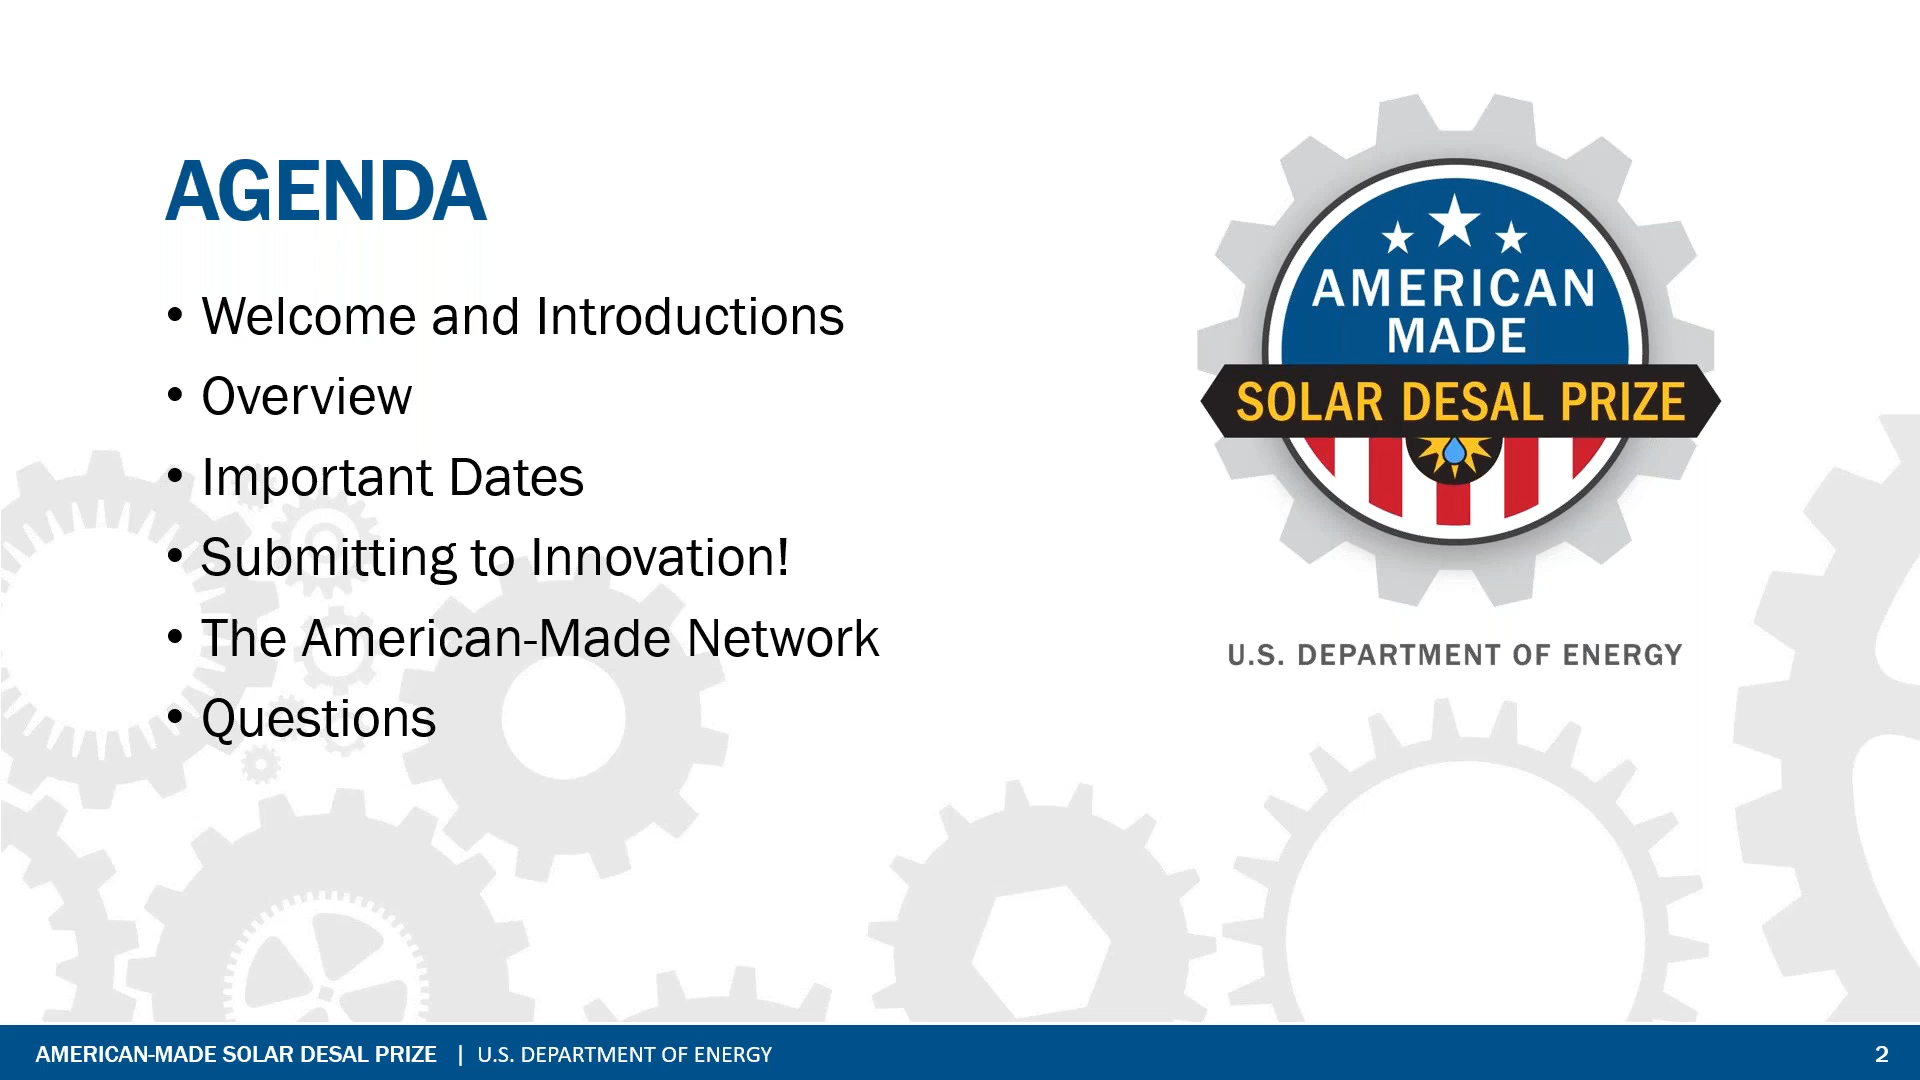 AGENDA
• Welcome and Introductions
• Overview
• Important Dates
• Submitting to Innovation!
• The American-Made Network
• Questions
AMERICAN
MADE
SOLAR DESAL PRIZE
U.S. DEPARTMENT OF ENERGY
AMERICAN-MADE SOLAR DESAL PRIZE | U.S. DEPARTMENT OF ENERGY
2